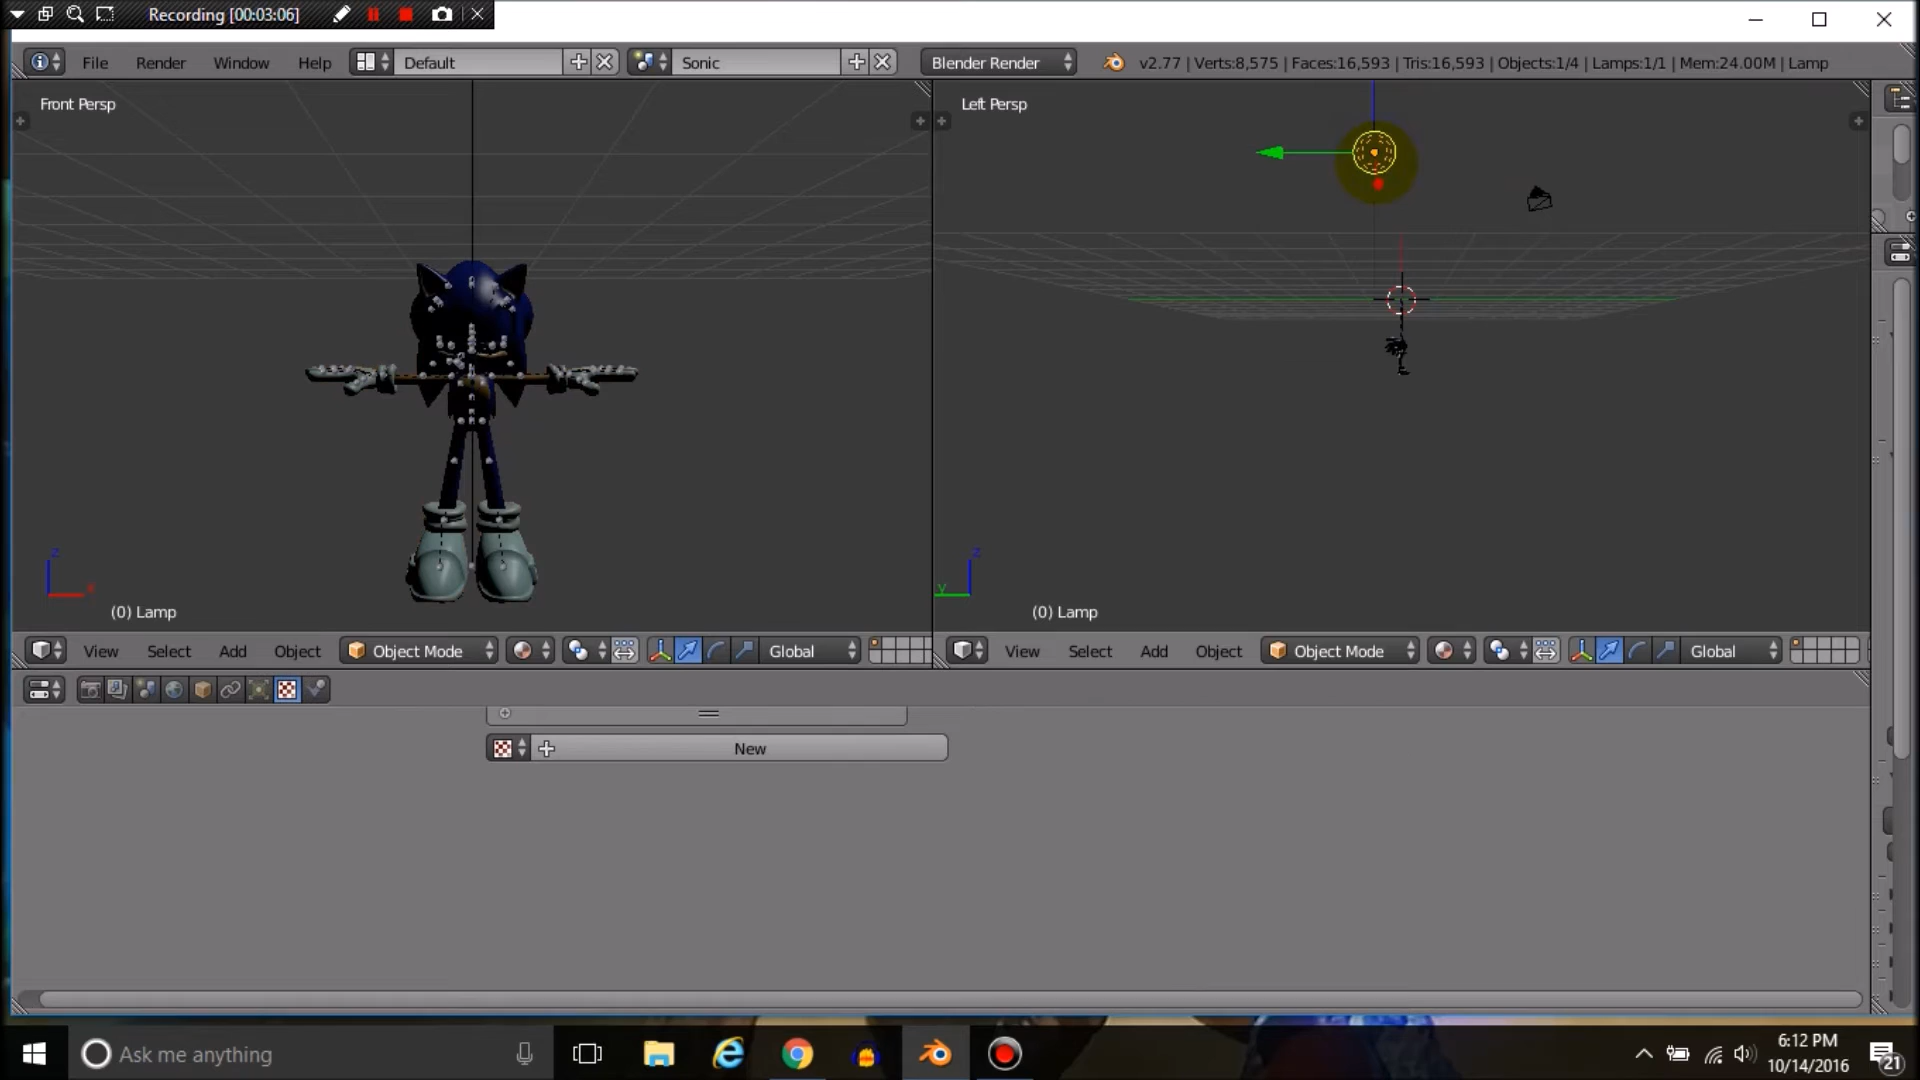 Recording [00:03:06]
File Render Window Help Default Sonic Blender Render v2.77 | Verts:8,575 | Faces:16,593 | Tris:16,593 | Objects:1/4 | Lamps:1/1 | Mem:24.00M | Lamp
Front Persp
Left Persp
z
x
(0) Lamp
z
y
(0) Lamp
View Select Add Object Object Mode Global
View Select Add Object Object Mode Global
New
Ask me anything
6:12 PM
10/14/2016
21